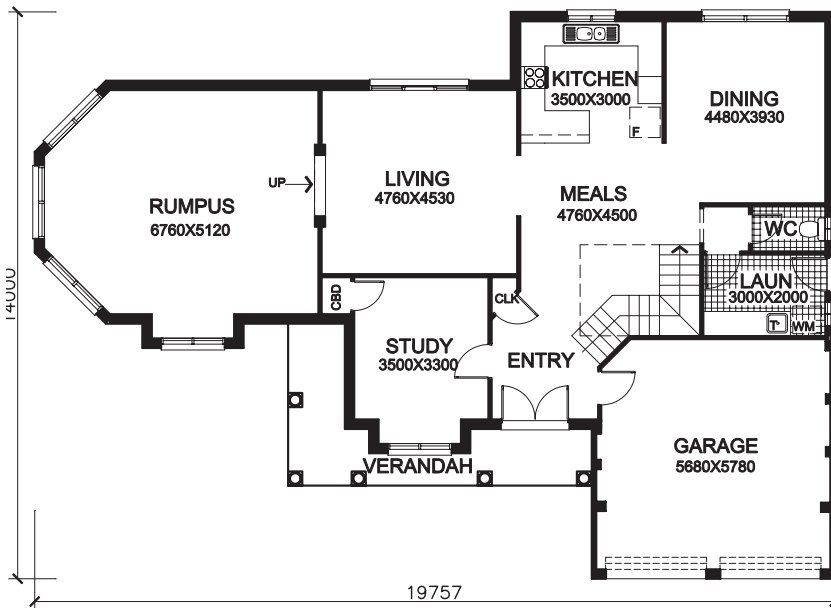 KITCHEN
3500X3000
F
DINING
4480X3930
RUMPUS
6760X5120
UP
LIVING
4760X4530
MEALS
4760X4500
WC
LAUN
3000X2000
T
WM
CBD
CLK
STUDY
3500X3300
ENTRY
VERANDAH
GARAGE
5680X5780
19757